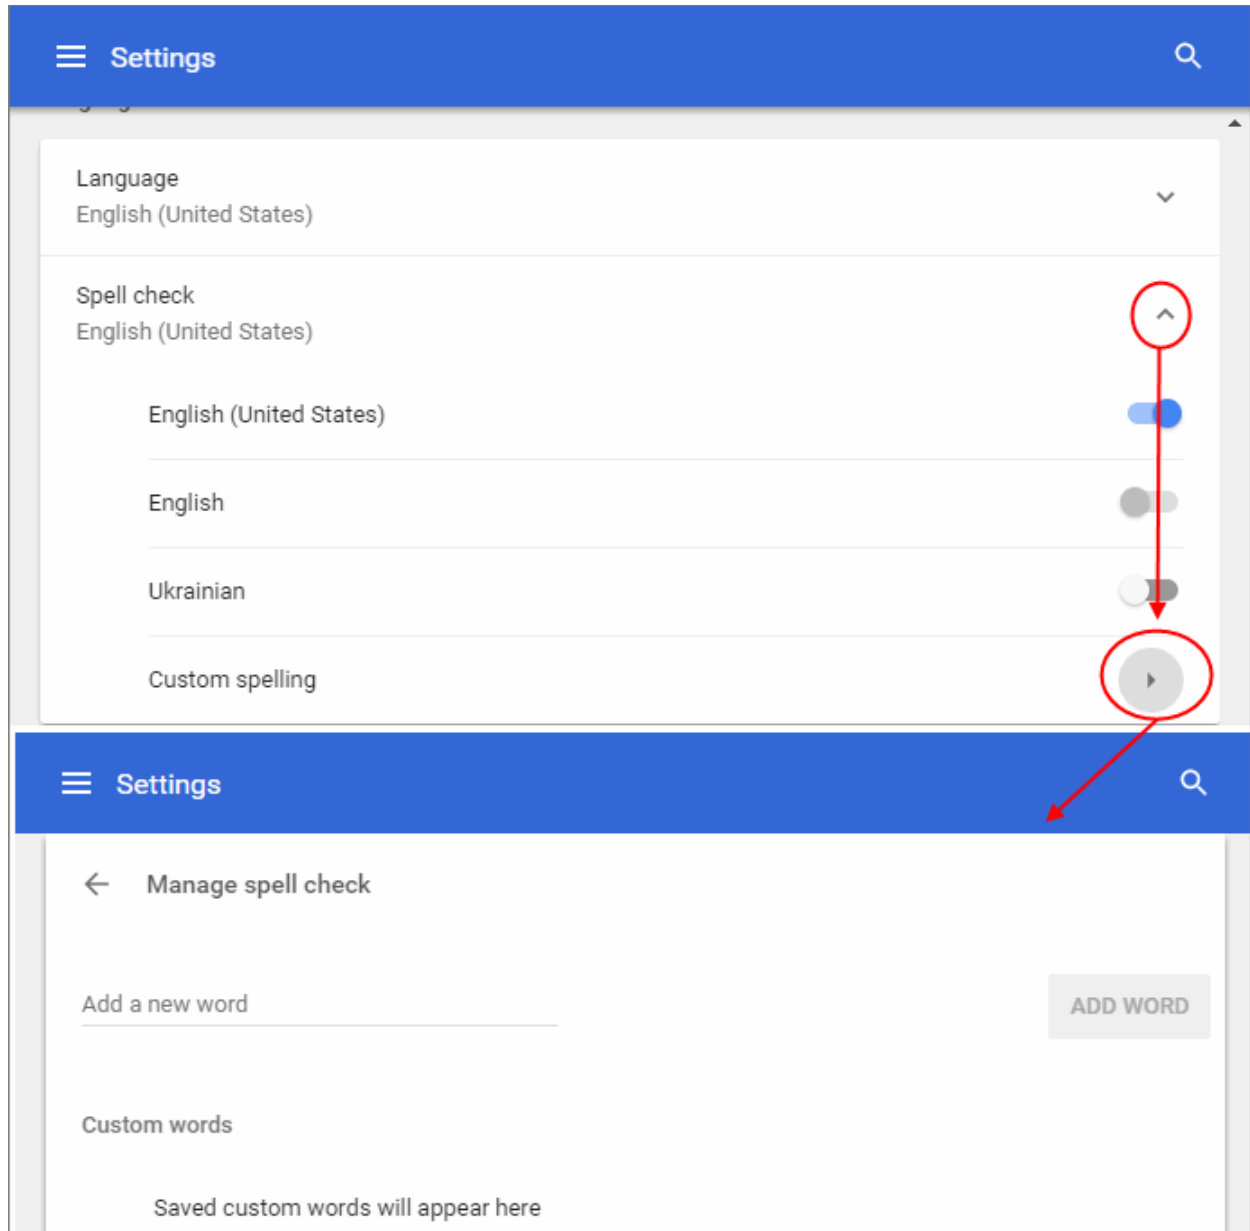 Settings
Language
English (United States)
Spell check
English (United States)
English (United States)
English
Ukrainian
Custom spelling
Settings
Manage spell check
Add a new word
ADD WORD
Custom words
Saved custom words will appear here